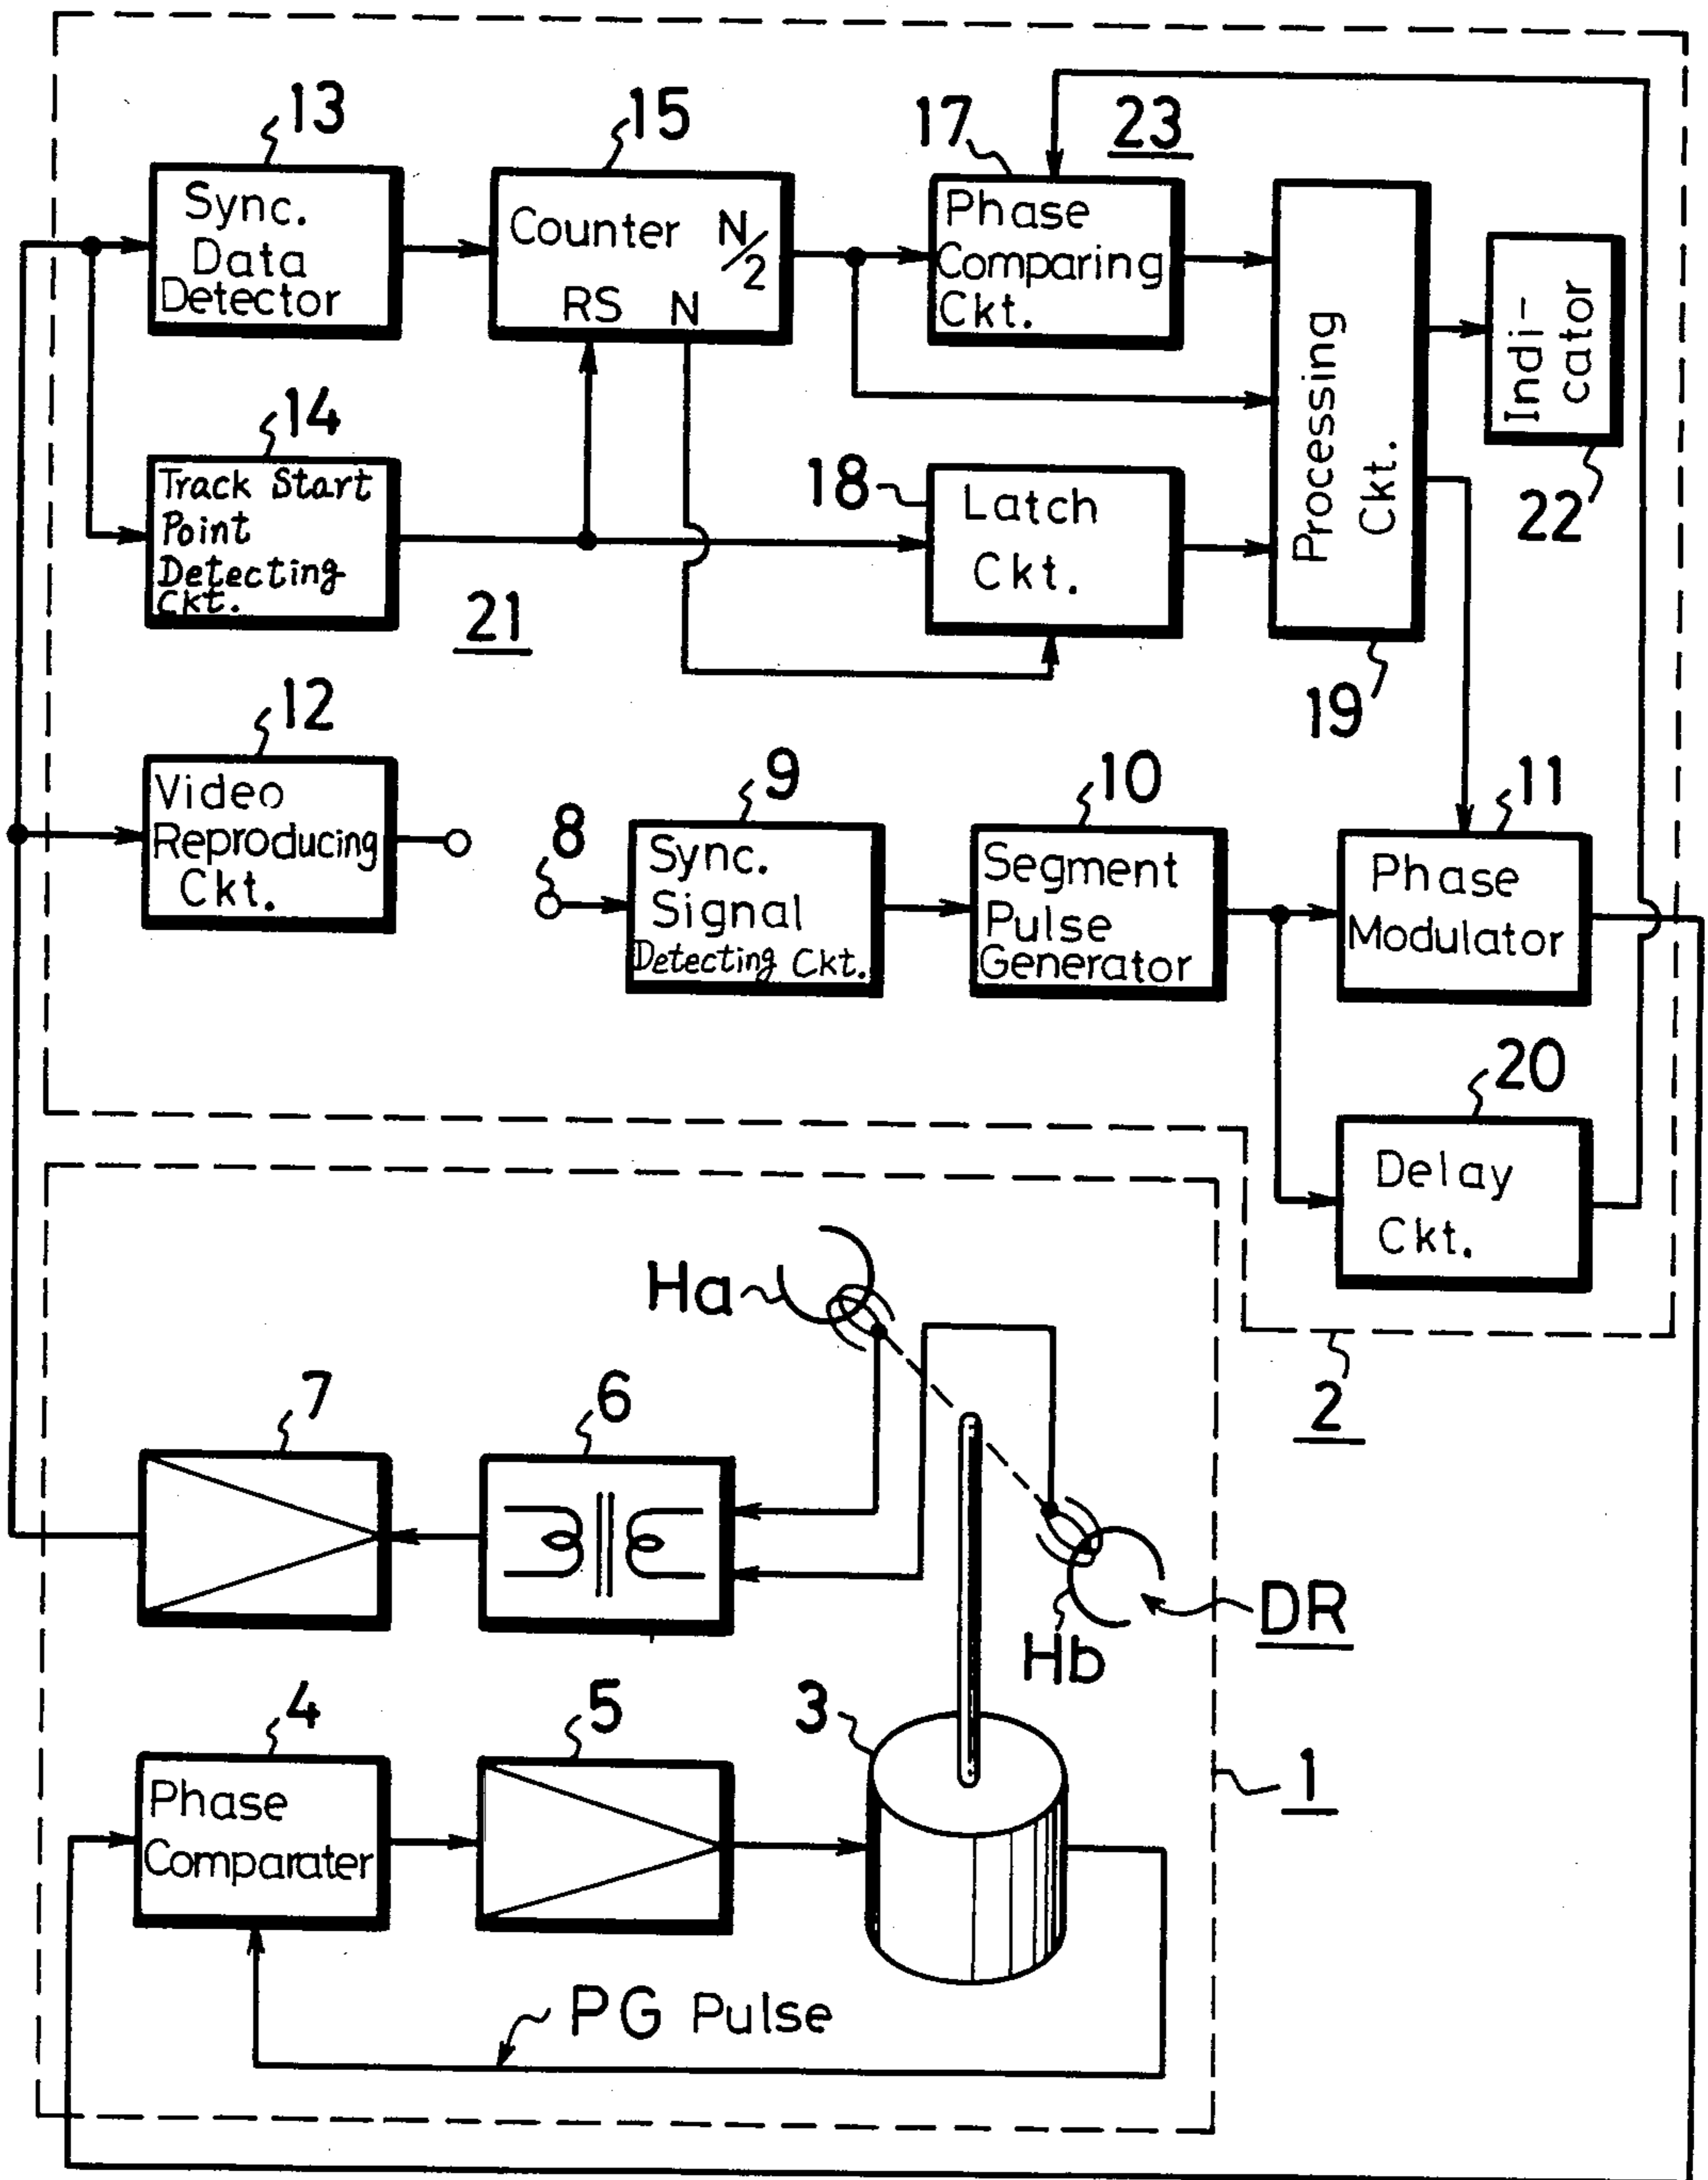 13
Sync.
Data
Detector
15
Counter N/2
RS N
17
23
Phase
Comparing
Ckt.
Processing
Ckt.
19
Indi-
cator
22
14
Track Start
Point
Detecting
Ckt.
21
18
Latch
Ckt.
12
Video
Reproducing
Ckt.
8
9
Sync.
Signal
Detecting Ckt.
10
Segment
Pulse
Generator
11
Phase
Modulator
20
Delay
Ckt.
2
Ha
7
6
Hb
DR
4
Phase
Comparater
5
3
1
PG Pulse